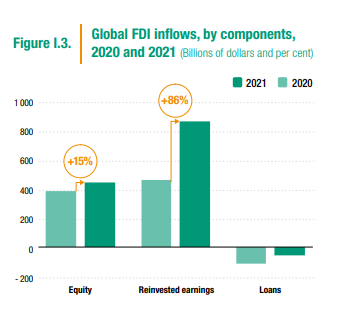 Figure I.3.
Global FDI inflows, by components,
2020 and 2021 (Billions of dollars and per cent)
2021 2020
1 000
800
600
400
200
0
- 200
+15%
+86%
Equity
Reinvested earnings
Loans